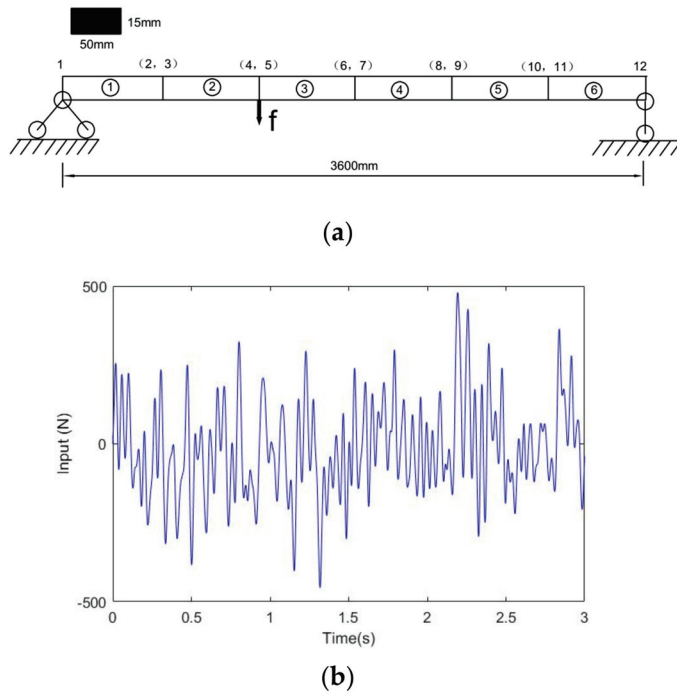 15mm
50mm
1 （2，3） （4，5） （6，7） （8，9） （10，11） 12
① ② ③ ④ ⑤ ⑥
f
3600mm
(a)
500
Input (N)
0
-500
0 0.5 1 1.5 2 2.5 3
Time(s)
(b)